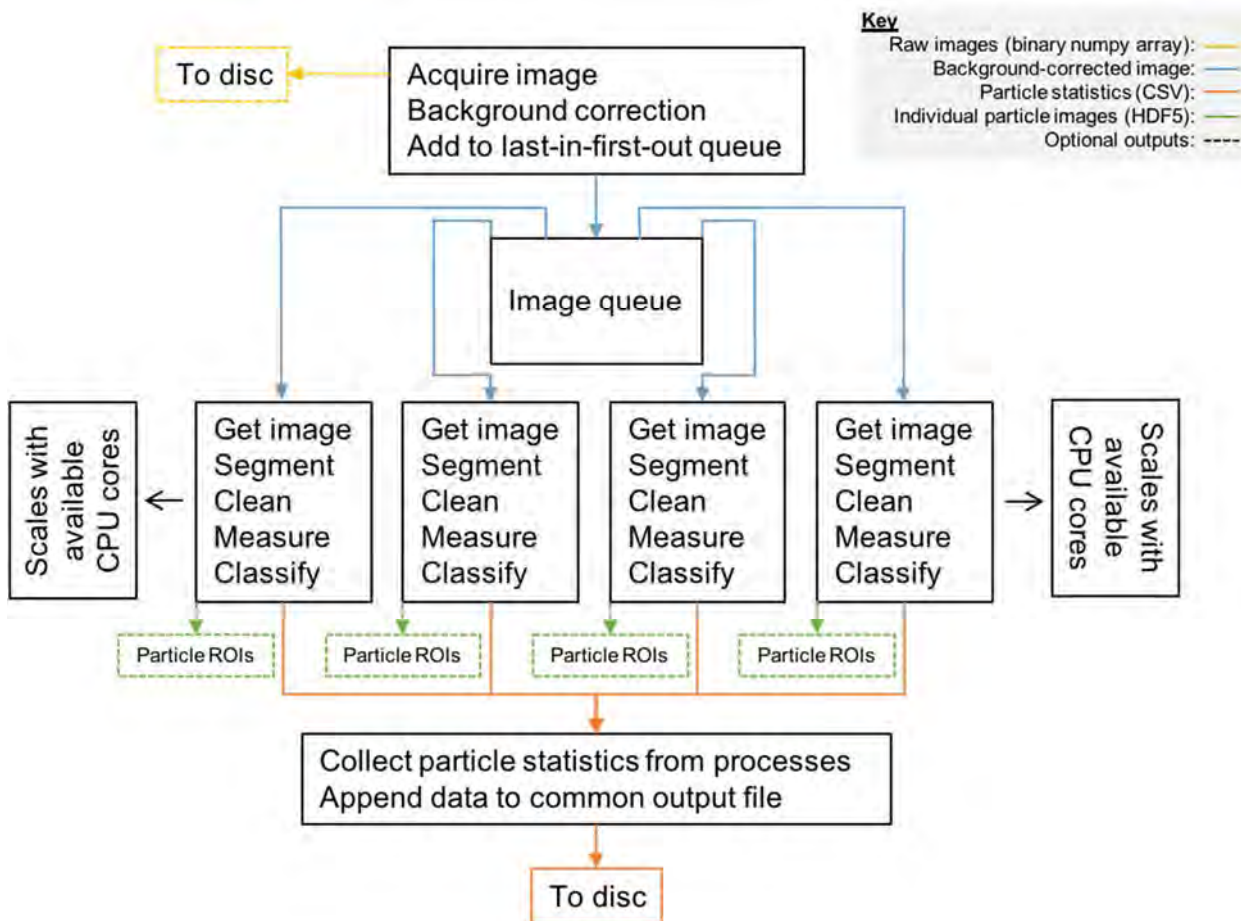 Key
Raw images (binary numpy array):
Background-corrected image:
Particle statistics (CSV):
Individual particle images (HDF5):
Optional outputs:
To disc
Acquire image
Background correction
Add to last-in-first-out queue
Image queue
Scales with
available
CPU cores
Get image
Segment
Clean
Measure
Classify
Get image
Segment
Clean
Measure
Classify
Get image
Segment
Clean
Measure
Classify
Get image
Segment
Clean
Measure
Classify
Scales with
available
CPU cores
Particle ROIs
Particle ROIs
Particle ROIs
Particle ROIs
Collect particle statistics from processes
Append data to common output file
To disc